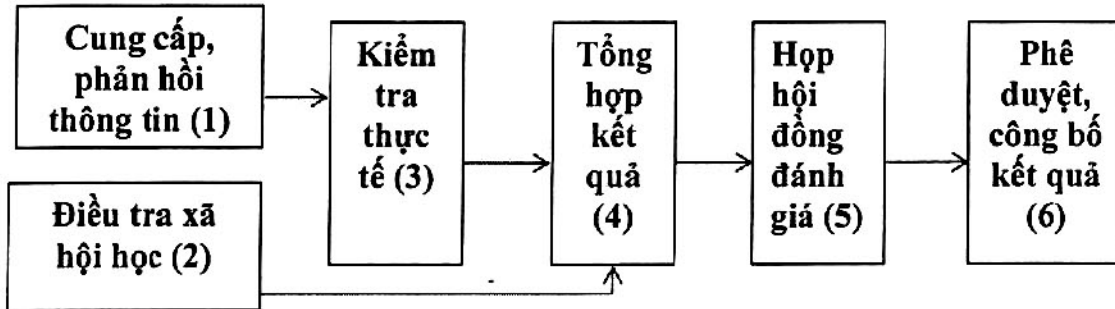 Cung cấp,
phản hồi
thông tin (1)
Điều tra xã
hội học (2)
Kiểm
tra
thực
tế (3)
Tổng
hợp
kết
quả
(4)
Họp
hội
đồng
đánh
giá (5)
Phê
duyệt,
công bố
kết quả
(6)